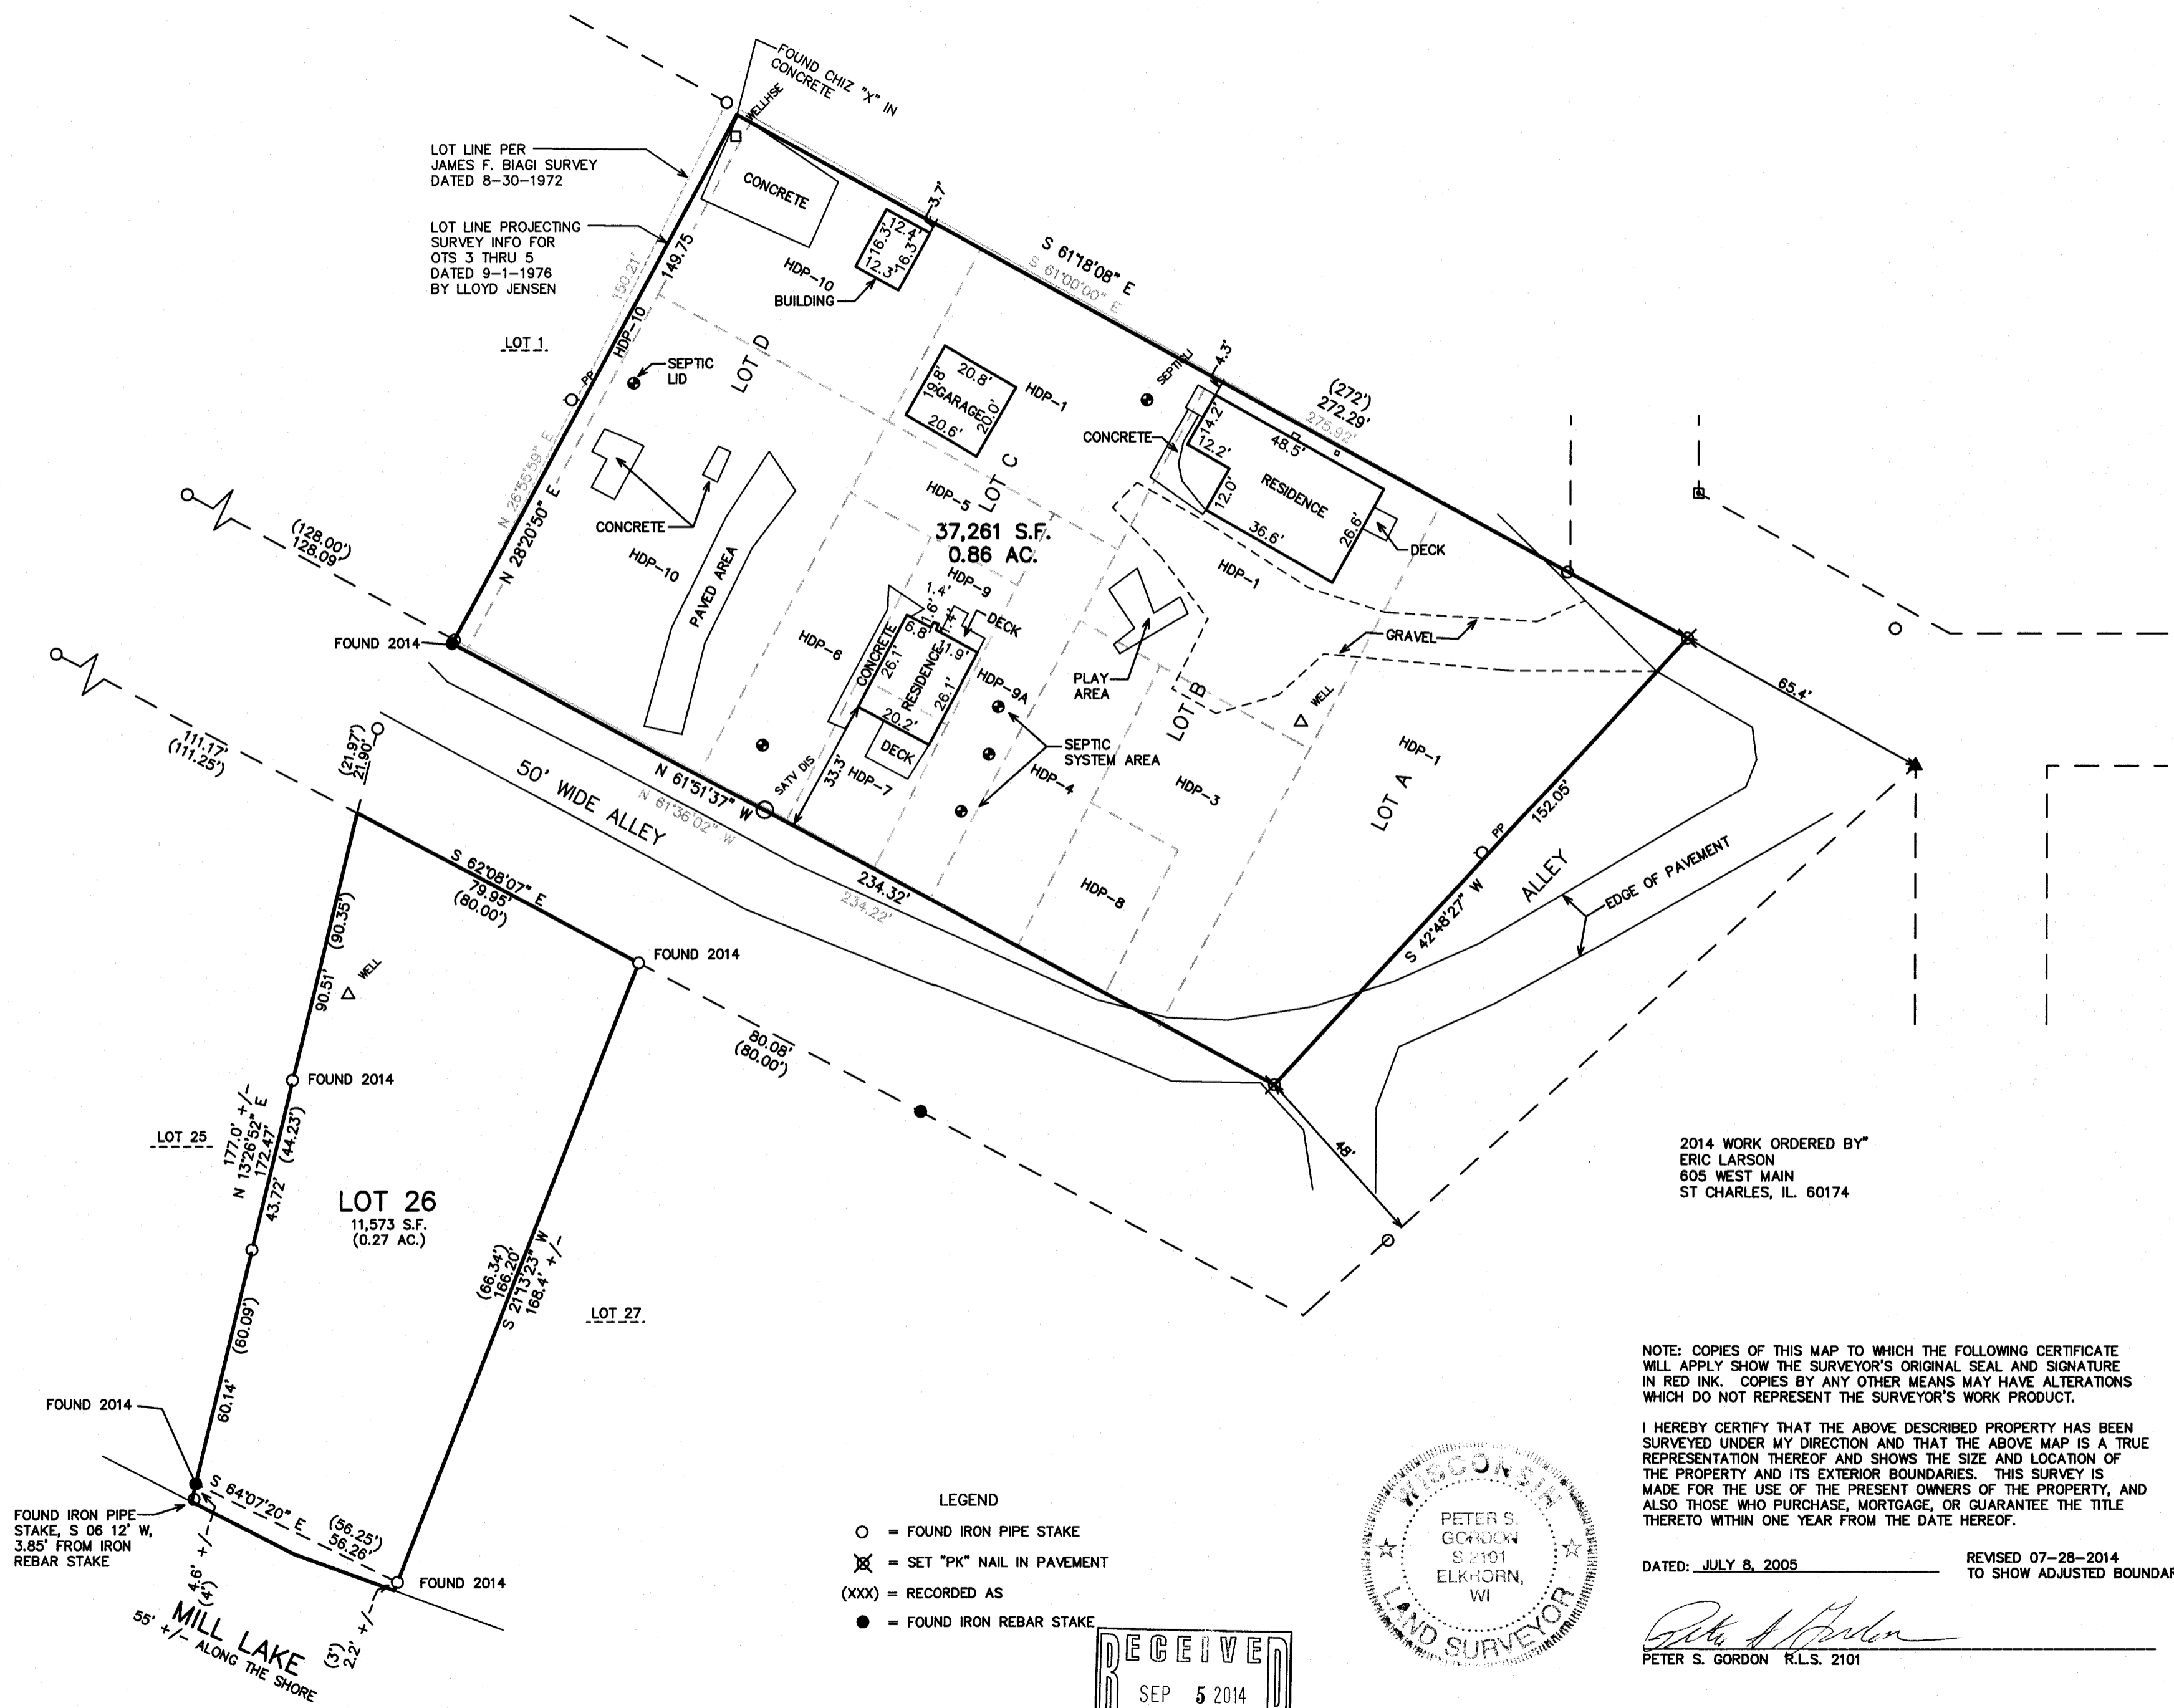 FOUND CHIZ "X" IN
CONCRETE
WELLHSE
LOT LINE PER
JAMES F. BIAGI SURVEY
DATED 8-30-1972
LOT LINE PROJECTING
SURVEY INFO FOR
OTS 3 THRU 5
DATED 9-1-1976
BY LLOYD JENSEN
LOT 1
CONCRETE
3.7'
12.4'
16.3'
16.3'
12.3'
HDP-10
BUILDING
149.75
150.21'
HDP-10
S 61°18'08" E
S 61°00'00" E
LOT D
SEPTIC
LID
PP
20.8'
19.8'
GARAGE
20.0'
20.6'
HDP-1
4.3'
(272')
272.29'
275.92'
CONCRETE
14.2'
12.2'
48.5'
12.0'
RESIDENCE
36.6'
26.6'
DECK
LOT C
HDP-5
37,261 S.F.
0.86 AC.
N 26°55'59" E
N 28°20'50" E
CONCRETE
HDP-10
PAVED AREA
(128.00')
128.09'
FOUND 2014
HDP-9
1.4'
1.6'
1.4'
6.8'
DECK
11.9'
CONCRETE
26.1'
RESIDENCE
26.1'
20.2'
DECK
HDP-6
HDP-9A
HDP-1
GRAVEL
PLAY
AREA
LOT B
WELL
65.4'
SEPTIC
SYSTEM AREA
HDP-7
HDP-4
HDP-3
HDP-1
LOT A
152.05'
PP
S 42°48'27" W
ALLEY
EDGE OF PAVEMENT
111.17'
(111.25')
(21.97')
21.90'
50' WIDE ALLEY
N 61°51'37" W
N 61°36'02" W
SATV DIS
33.3'
234.32'
234.22'
HDP-8
S 62°08'07" E
79.95'
(80.00')
FOUND 2014
(90.35')
90.51'
WELL
FOUND 2014
80.08'
(80.00')
48'
LOT 25
177.0' +/-
N 13°26'52" E
172.47'
(44.23')
43.72'
LOT 26
11,573 S.F.
(0.27 AC.)
(66.34')
166.20'
S 21°13'23" W
168.4' +/-
LOT 27
(60.09')
60.14'
FOUND 2014
S 64°07'20" E
(56.25')
56.26'
FOUND 2014
FOUND IRON PIPE
STAKE, S 06 12' W,
3.85' FROM IRON
REBAR STAKE
4.6' +/-
(4')
MILL LAKE
55' +/- ALONG THE SHORE
(3')
2.2' +/-
2014 WORK ORDERED BY"
ERIC LARSON
605 WEST MAIN
ST CHARLES, IL. 60174
LEGEND
= FOUND IRON PIPE STAKE
= SET "PK" NAIL IN PAVEMENT
(XXX) = RECORDED AS
= FOUND IRON REBAR STAKE
RECEIVED
SEP 5 2014
WISCONSIN
PETER S.
GORDON
S-2101
ELKHORN,
WI
LAND SURVEYOR
NOTE: COPIES OF THIS MAP TO WHICH THE FOLLOWING CERTIFICATE
WILL APPLY SHOW THE SURVEYOR'S ORIGINAL SEAL AND SIGNATURE
IN RED INK. COPIES BY ANY OTHER MEANS MAY HAVE ALTERATIONS
WHICH DO NOT REPRESENT THE SURVEYOR'S WORK PRODUCT.
I HEREBY CERTIFY THAT THE ABOVE DESCRIBED PROPERTY HAS BEEN
SURVEYED UNDER MY DIRECTION AND THAT THE ABOVE MAP IS A TRUE
REPRESENTATION THEREOF AND SHOWS THE SIZE AND LOCATION OF
THE PROPERTY AND ITS EXTERIOR BOUNDARIES. THIS SURVEY IS
MADE FOR THE USE OF THE PRESENT OWNERS OF THE PROPERTY, AND
ALSO THOSE WHO PURCHASE, MORTGAGE, OR GUARANTEE THE TITLE
THERETO WITHIN ONE YEAR FROM THE DATE HEREOF.
DATED: JULY 8, 2005
REVISED 07-28-2014
TO SHOW ADJUSTED BOUNDAR
PETER S. GORDON R.L.S. 2101